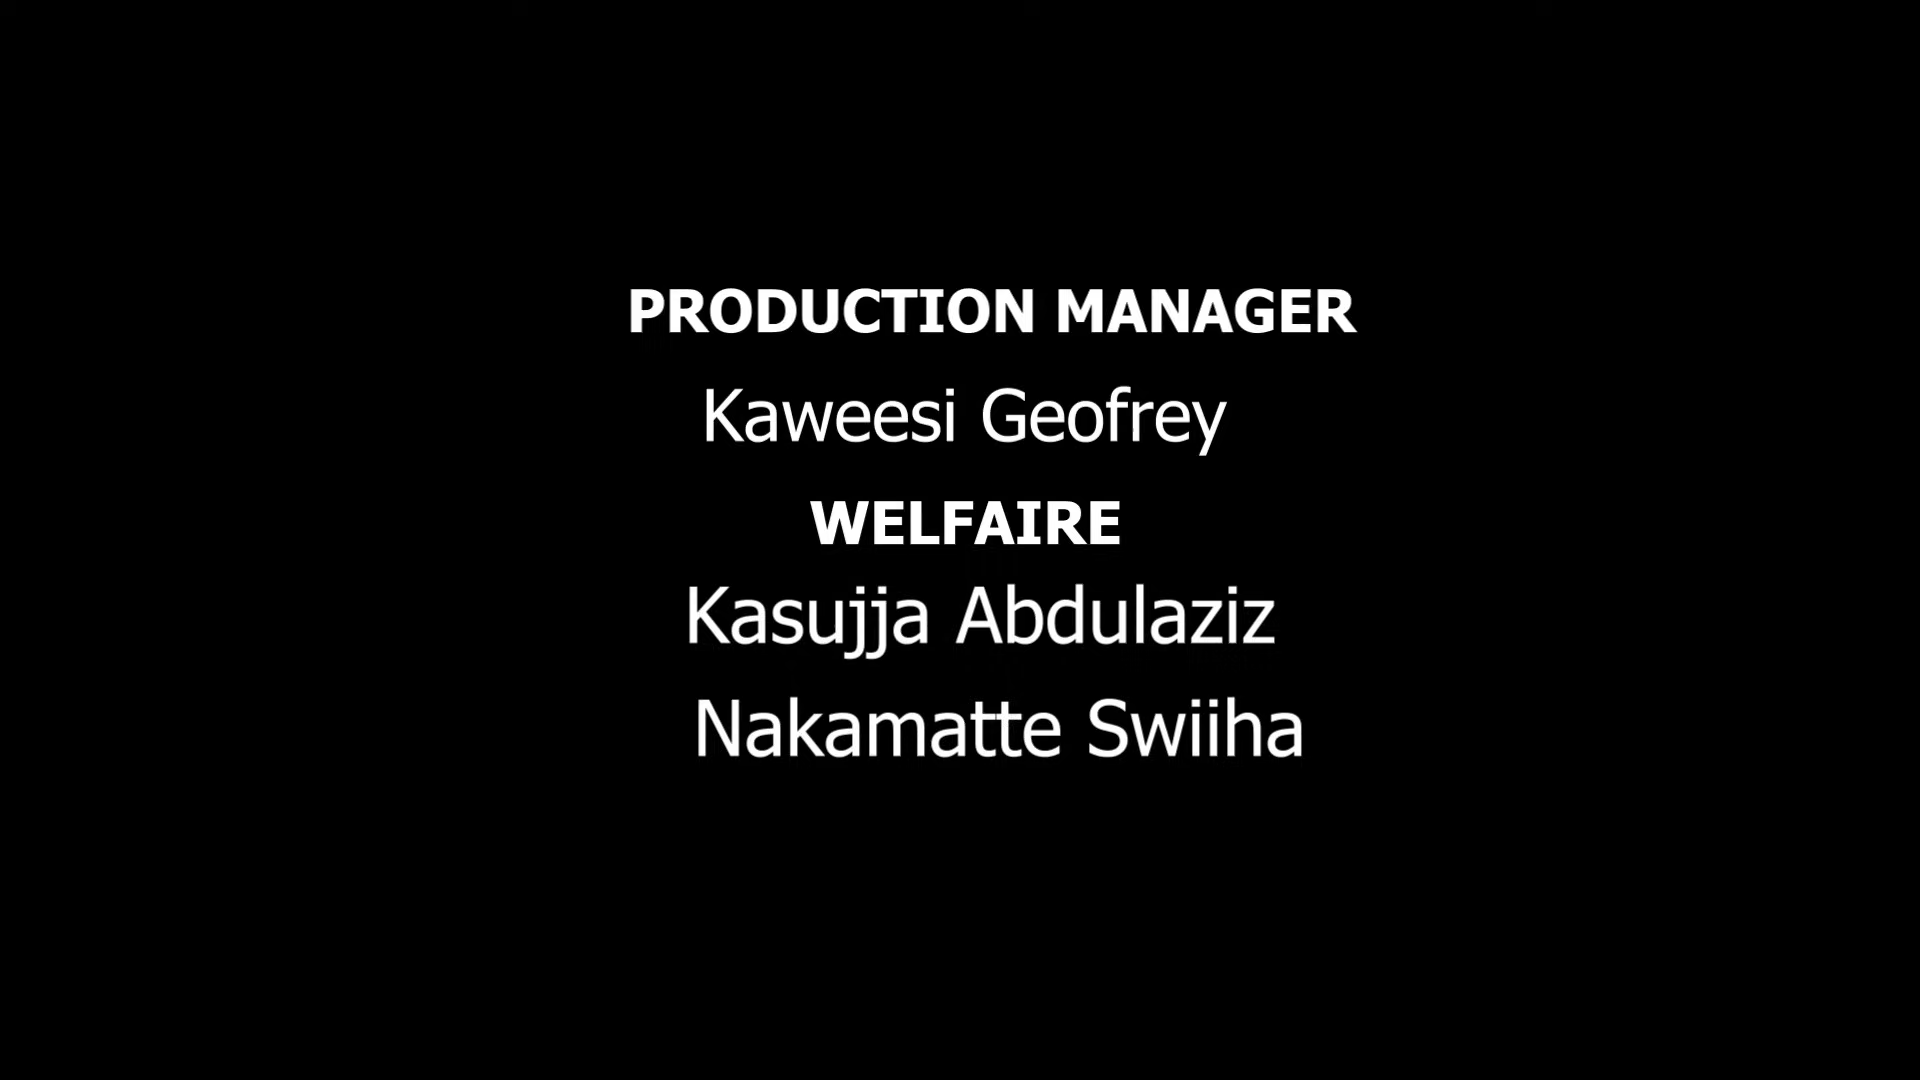 PRODUCTION MANAGER
Kaweesi Geofrey
WELFAIRE
Kasujja Abdulaziz
Nakamatte Swiiha